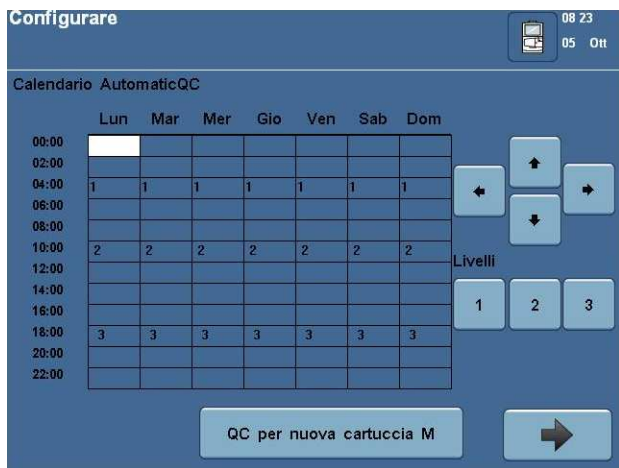 Configurare
08 23
05 Ott
Calendario AutomaticQC
Lun Mar Mer Gio Ven Sab Dom
00:00
02:00
04:00 1 1 1 1 1 1 1
06:00
08:00
10:00 2 2 2 2 2 2 2
12:00
Livelli
14:00
16:00
1 2 3
18:00 3 3 3 3 3 3 3
20:00
22:00
QC per nuova cartuccia M